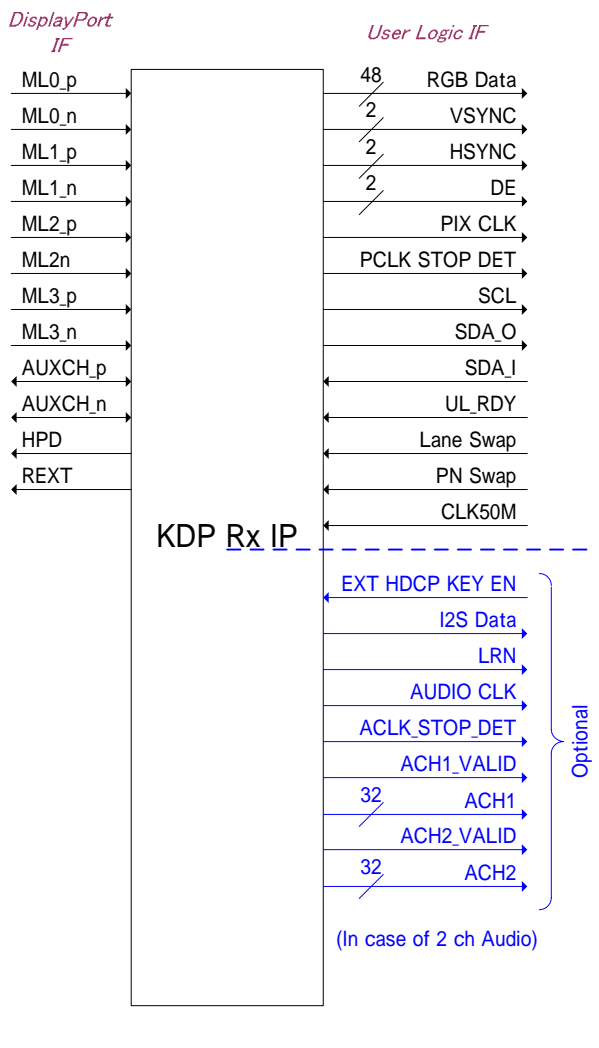 DisplayPort
IF
User Logic IF
ML0_p
ML0_n
ML1_p
ML1_n
ML2_p
ML2n
ML3_p
ML3_n
AUXCH_p
AUXCH_n
HPD
REXT
KDP Rx IP
48 RGB Data
2 VSYNC
2 HSYNC
2 DE
PIX CLK
PCLK STOP DET
SCL
SDA_O
SDA_I
UL_RDY
Lane Swap
PN Swap
CLK50M
EXT HDCP KEY EN
I2S Data
LRN
AUDIO CLK
ACLK_STOP_DET
ACH1_VALID
32 ACH1
ACH2_VALID
32 ACH2
Optional
(In case of 2 ch Audio)